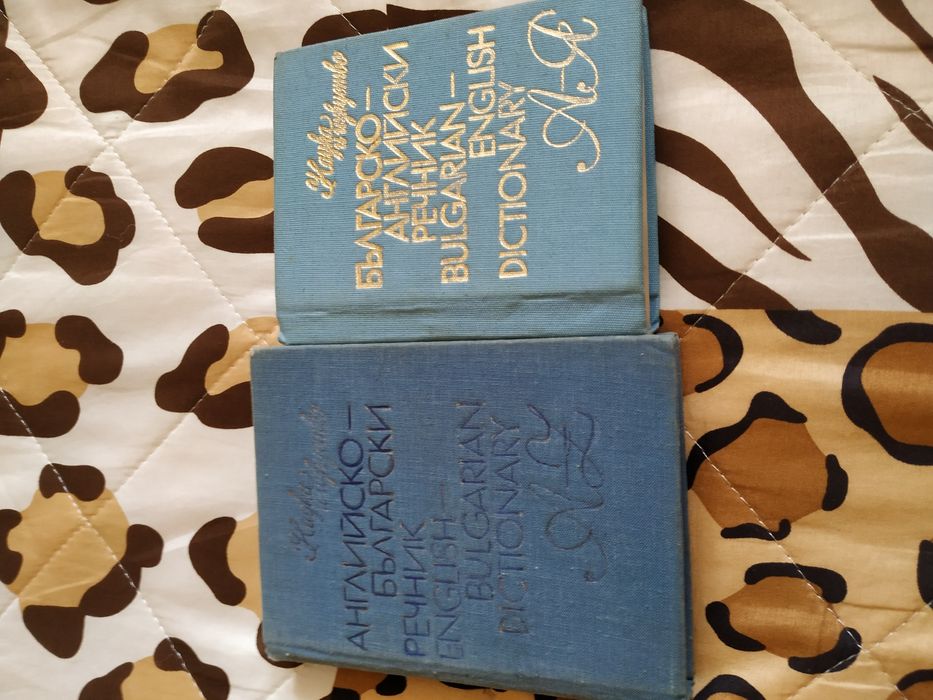 Наука и изкуство
БЪЛГАРСКО-
АНГЛИЙСКИ
РЕЧНИК
BULGARIAN-
ENGLISH
DICTIONARY
А-Я
Наука и изкуство
АНГЛИЙСКО-
БЪЛГАРСКИ
РЕЧНИК
ENGLISH-
BULGARIAN
DICTIONARY
A-Z